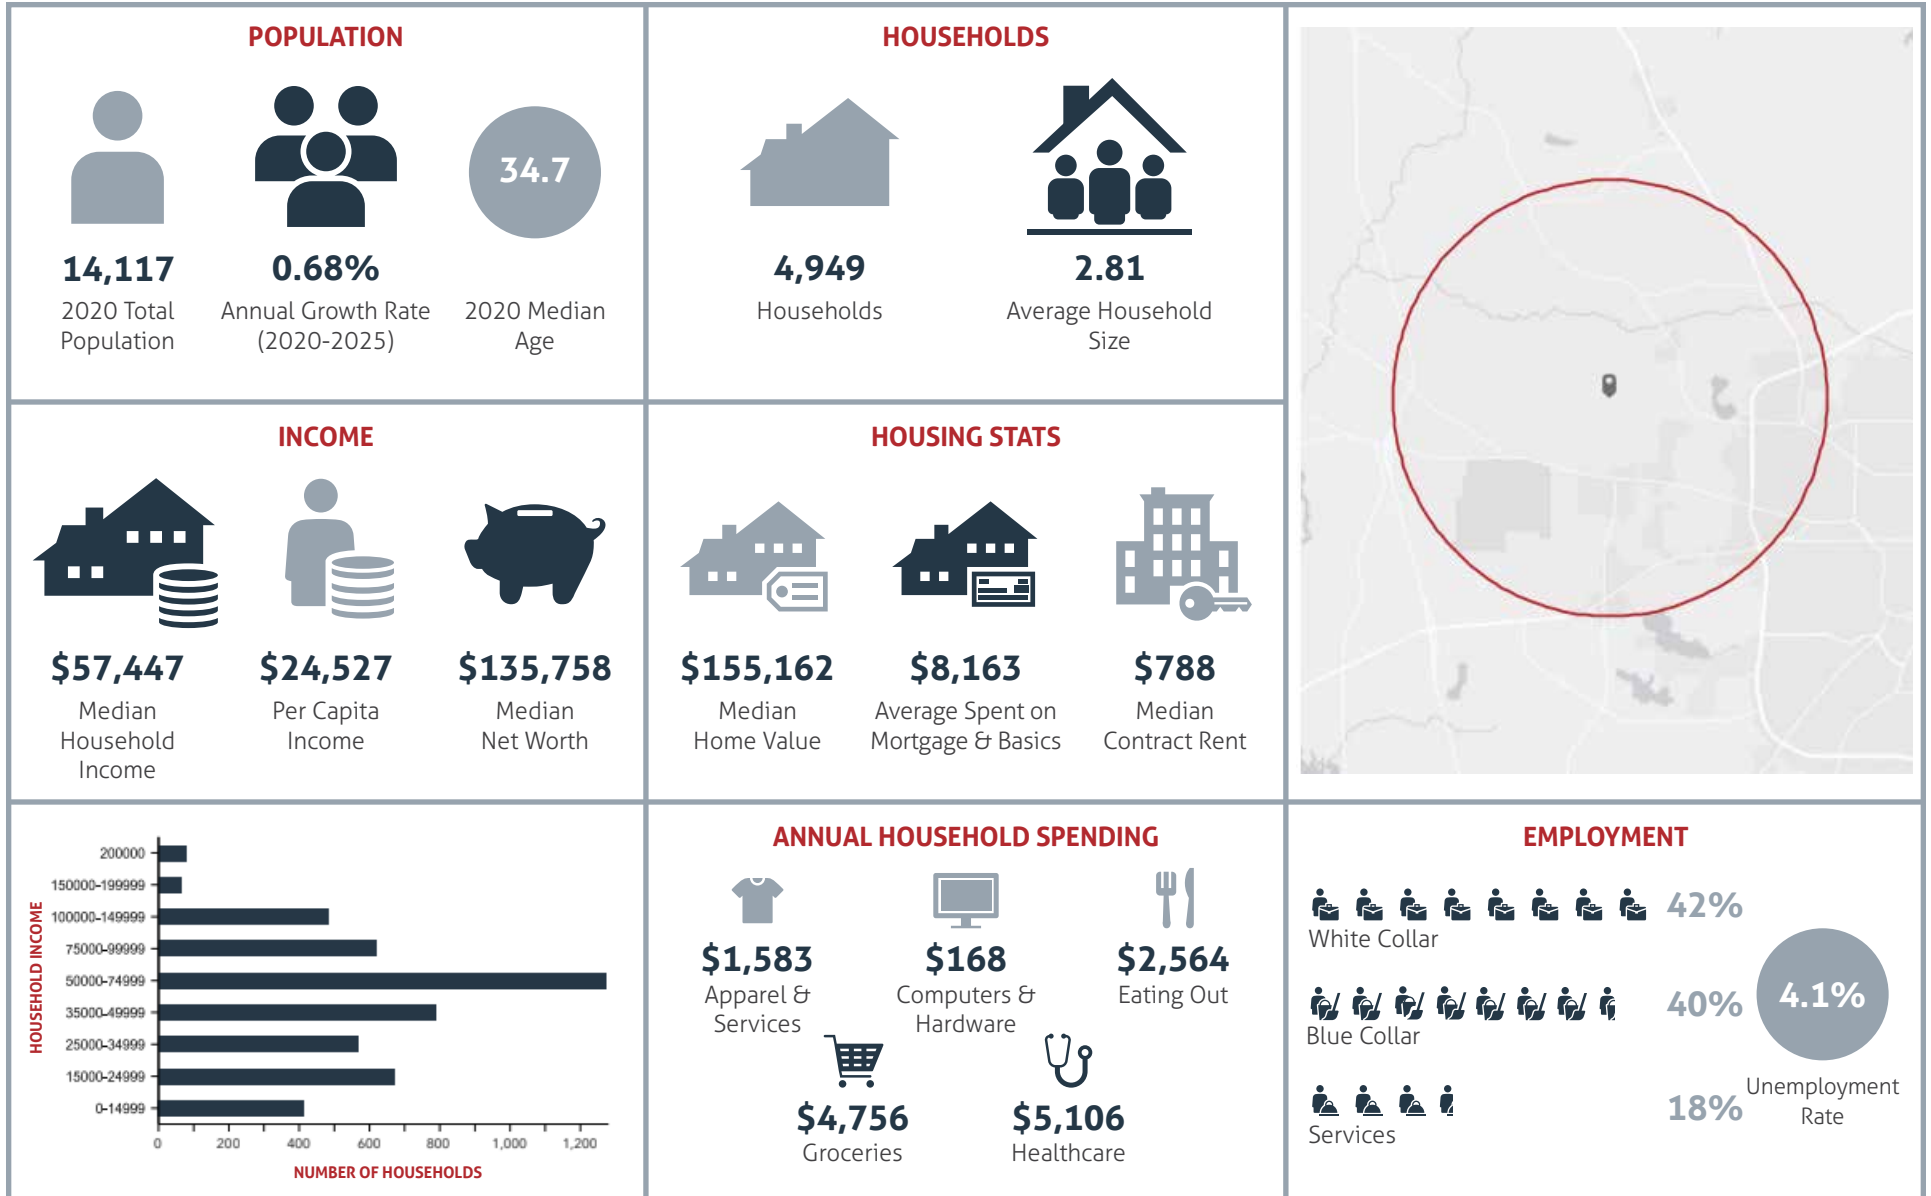 POPULATION
34.7
14,117
2020 Total
Population
0.68%
Annual Growth Rate
(2020-2025)
2020 Median
Age
HOUSEHOLDS
4,949
Households
2.81
Average Household
Size
INCOME
$57,447
Median
Household
Income
$24,527
Per Capita
Income
$135,758
Median
Net Worth
HOUSING STATS
$155,162
Median
Home Value
$8,163
Average Spent on
Mortgage & Basics
$788
Median
Contract Rent
HOUSEHOLD INCOME
200000
150000-199999
100000-149999
75000-99999
50000-74999
35000-49999
25000-34999
15000-24999
0-14999
0 200 400 600 800 1,000 1,200
NUMBER OF HOUSEHOLDS
ANNUAL HOUSEHOLD SPENDING
$1,583
Apparel &
Services
$168
Computers &
Hardware
$2,564
Eating Out
$4,756
Groceries
$5,106
Healthcare
EMPLOYMENT
42%
White Collar
40%
Blue Collar
18%
Services
4.1%
Unemployment
Rate